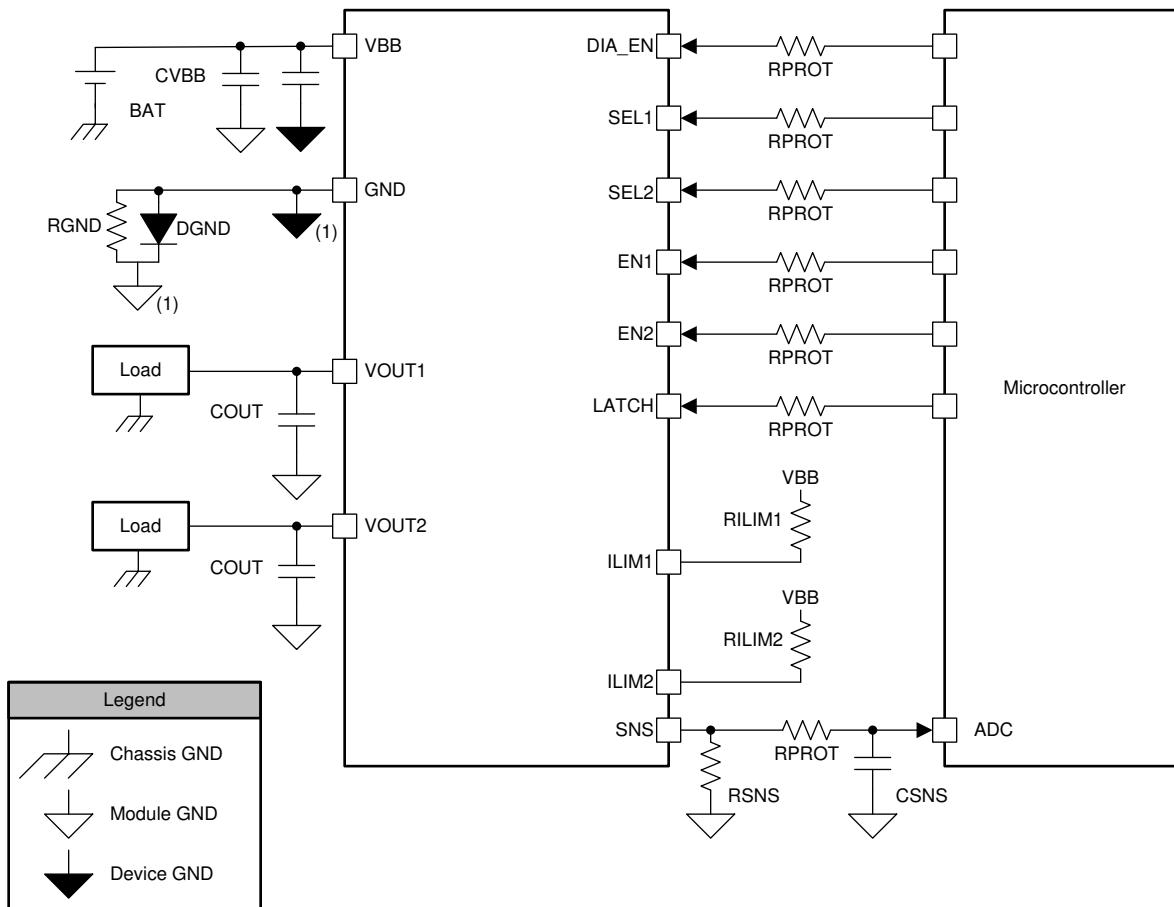 VBB
CVBB
BAT
GND
RGND
DGND
(1)
(1)
Load
VOUT1
COUT
Load
VOUT2
COUT
DIA_EN
RPROT
SEL1
RPROT
SEL2
RPROT
EN1
RPROT
EN2
RPROT
LATCH
RPROT
Microcontroller
VBB
RILIM1
ILIM1
VBB
RILIM2
ILIM2
SNS
RPROT
ADC
RSNS
CSNS
Legend
Chassis GND
Module GND
Device GND